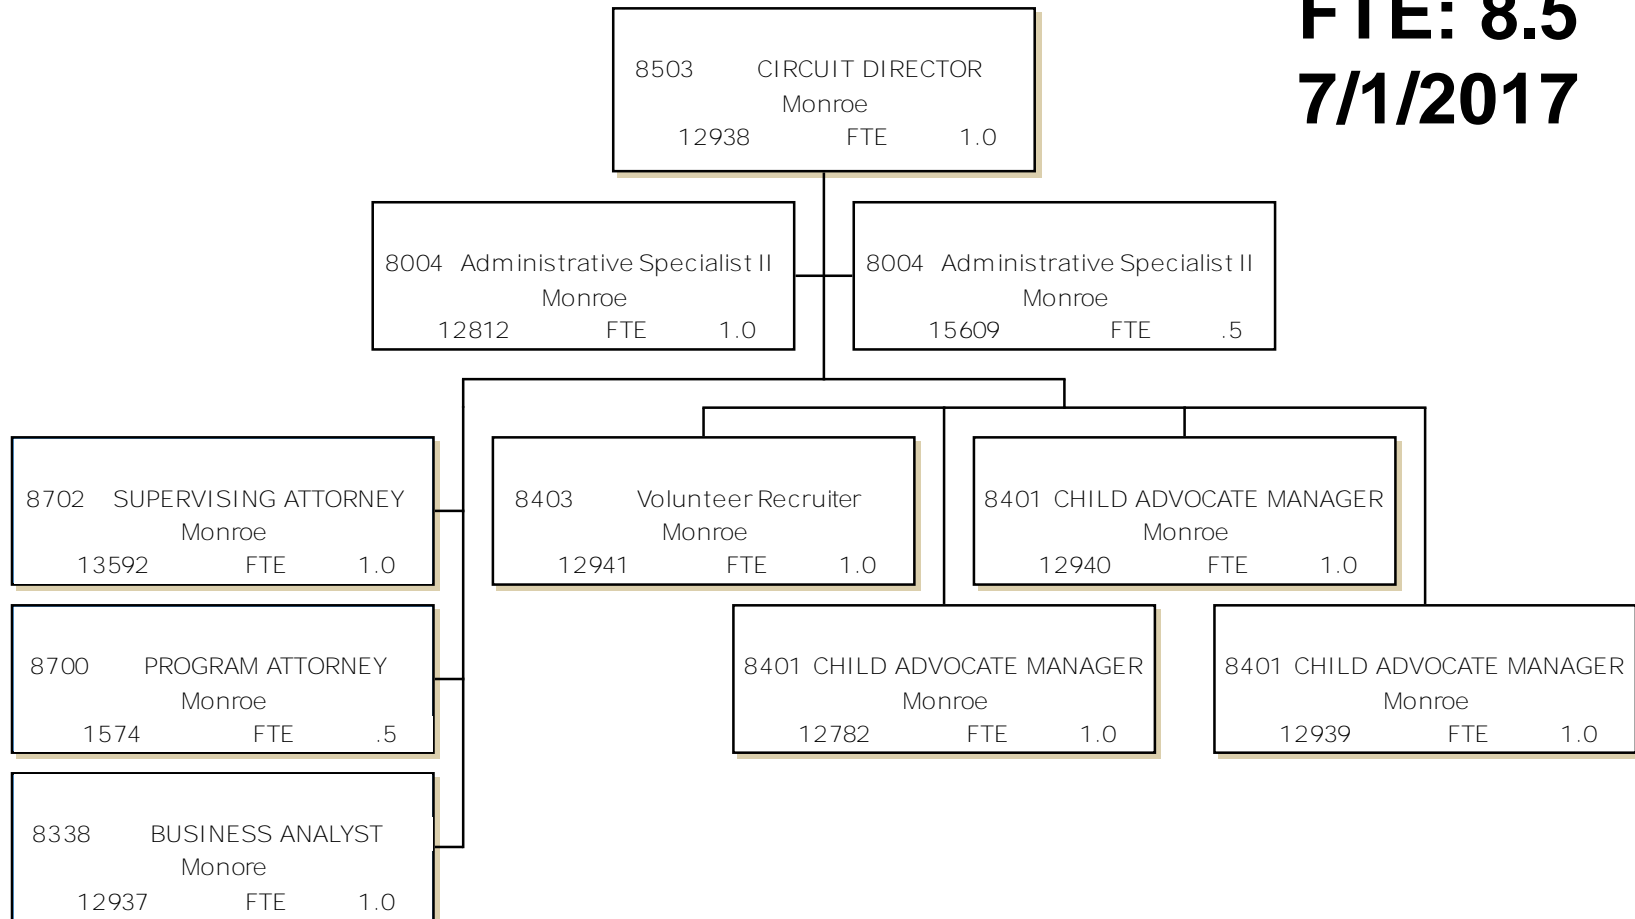 FTE: 8.5
7/1/2017
8503 CIRCUIT DIRECTOR
Monroe
12938 FTE 1.0
8004 Administrative Specialist II
Monroe
12812 FTE 1.0
8004 Administrative Specialist II
Monroe
15609 FTE .5
8702 SUPERVISING ATTORNEY
Monroe
13592 FTE 1.0
8403 Volunteer Recruiter
Monroe
12941 FTE 1.0
8401 CHILD ADVOCATE MANAGER
Monroe
12940 FTE 1.0
8700 PROGRAM ATTORNEY
Monroe
1574 FTE .5
8401 CHILD ADVOCATE MANAGER
Monroe
12782 FTE 1.0
8401 CHILD ADVOCATE MANAGER
Monroe
12939 FTE 1.0
8338 BUSINESS ANALYST
Monore
12937 FTE 1.0